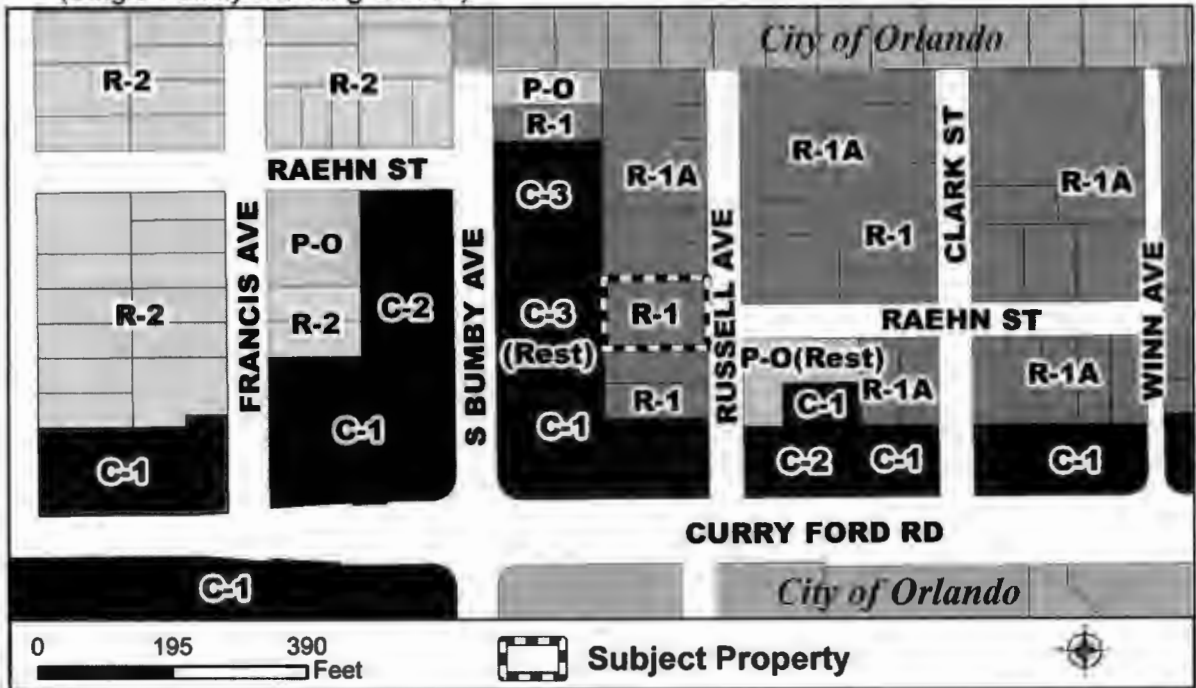 City of Orlando
R-2
R-2
P-O
R-1
R-1A
R-1A
R-1A
R-1
RAEHN ST
C-3
P-O
R-2
R-2
C-2
C-3
(Rest)
R-1
R-1
FRANCIS AVE
S BUMBY AVE
RUSSELL AVE
CLARK ST
WINN AVE
RAEHN ST
P-O(Rest)
C-1
R-1A
R-1A
C-1
C-1
C-1
C-2
C-1
C-1
CURRY FORD RD
C-1
City of Orlando
0 195 390
Feet
Subject Property